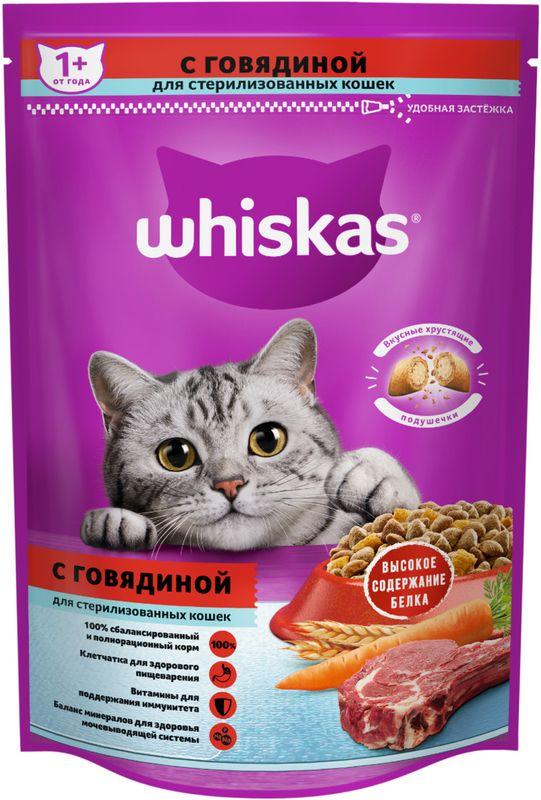 1+
ОТ ГОДА
С ГОВЯДИНОЙ
для стерилизованных кошек
УДОБНАЯ ЗАСТЁЖКА
whiskas®
Вкусные хрустящие
подушечки
С ГОВЯДИНОЙ
для стерилизованных кошек
100% сбалансированный
и полнорационный корм
100%
Клетчатка для здорового
пищеварения
Витамины для
поддержания иммунитета
Баланс минералов для здоровья
мочевыводящей системы
ВЫСОКОЕ
СОДЕРЖАНИЕ
БЕЛКА